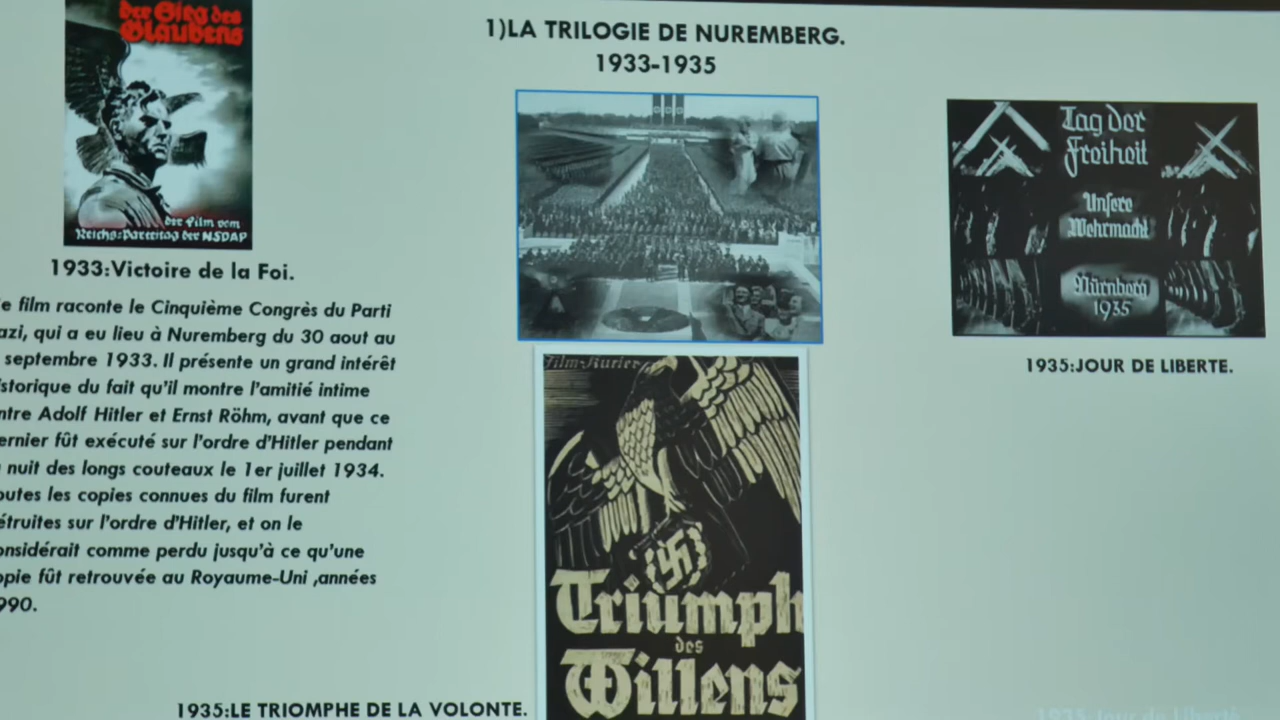 der Sieg des
Glaubens
der Film vom
Reichs=Parteitag der NSDAP
1933:Victoire de la Foi.
e film raconte le Cinquième Congrès du Parti
azi, qui a eu lieu à Nuremberg du 30 aout au
septembre 1933. Il présente un grand intérêt
istorique du fait qu'il montre l'amitié intime
ntre Adolf Hitler et Ernst Röhm, avant que ce
ernier fût exécuté sur l'ordre d'Hitler pendant
nuit des longs couteaux le 1er juillet 1934.
outes les copies connues du film furent
étruites sur l'ordre d'Hitler, et on le
onsidérait comme perdu jusqu'à ce qu'une
opie fût retrouvée au Royaume-Uni ,années
990.
1)LA TRILOGIE DE NUREMBERG.
1933-1935
Film-Kurier
Triumph
des
Willens
1935:LE TRIOMPHE DE LA VOLONTE.
Tag der
Freiheit
Unsere
Wehrmacht
Nürnberg
1935
1935:JOUR DE LIBERTE.
1935:Jour de Liberté